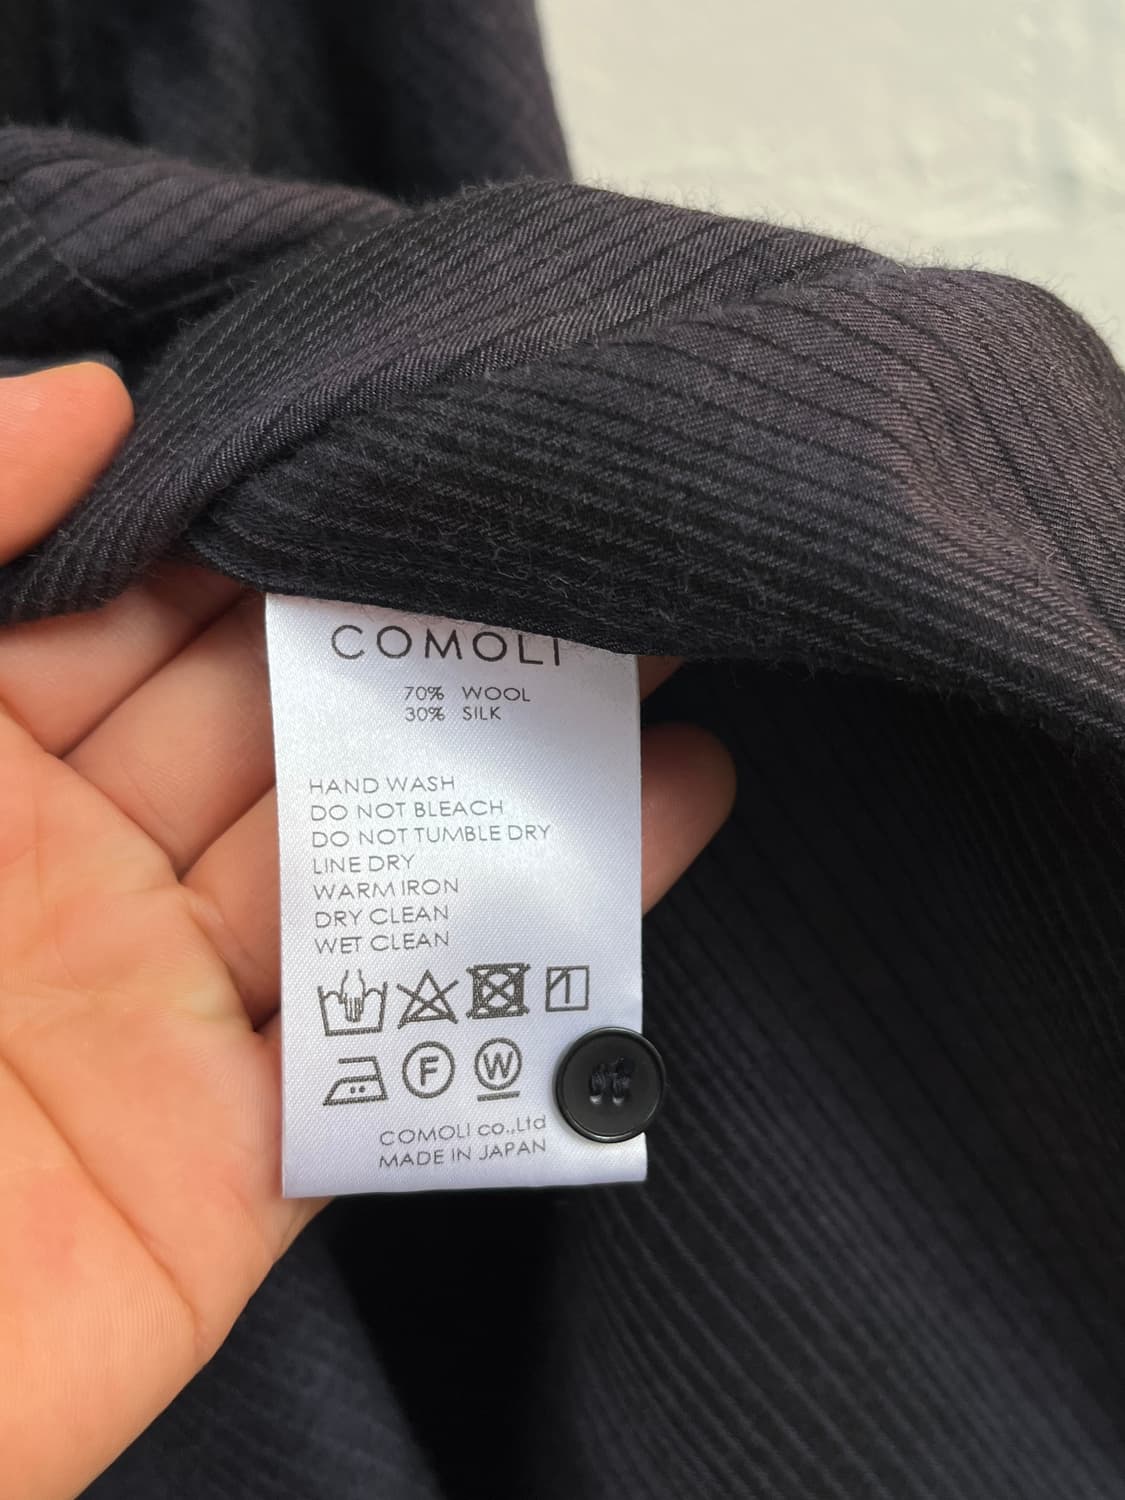 COMOLI
70% WOOL
30% SILK
HAND WASH
DO NOT BLEACH
DO NOT TUMBLE DRY
LINE DRY
WARM IRON
DRY CLEAN
WET CLEAN
F W
COMOLI co.,Ltd
MADE IN JAPAN